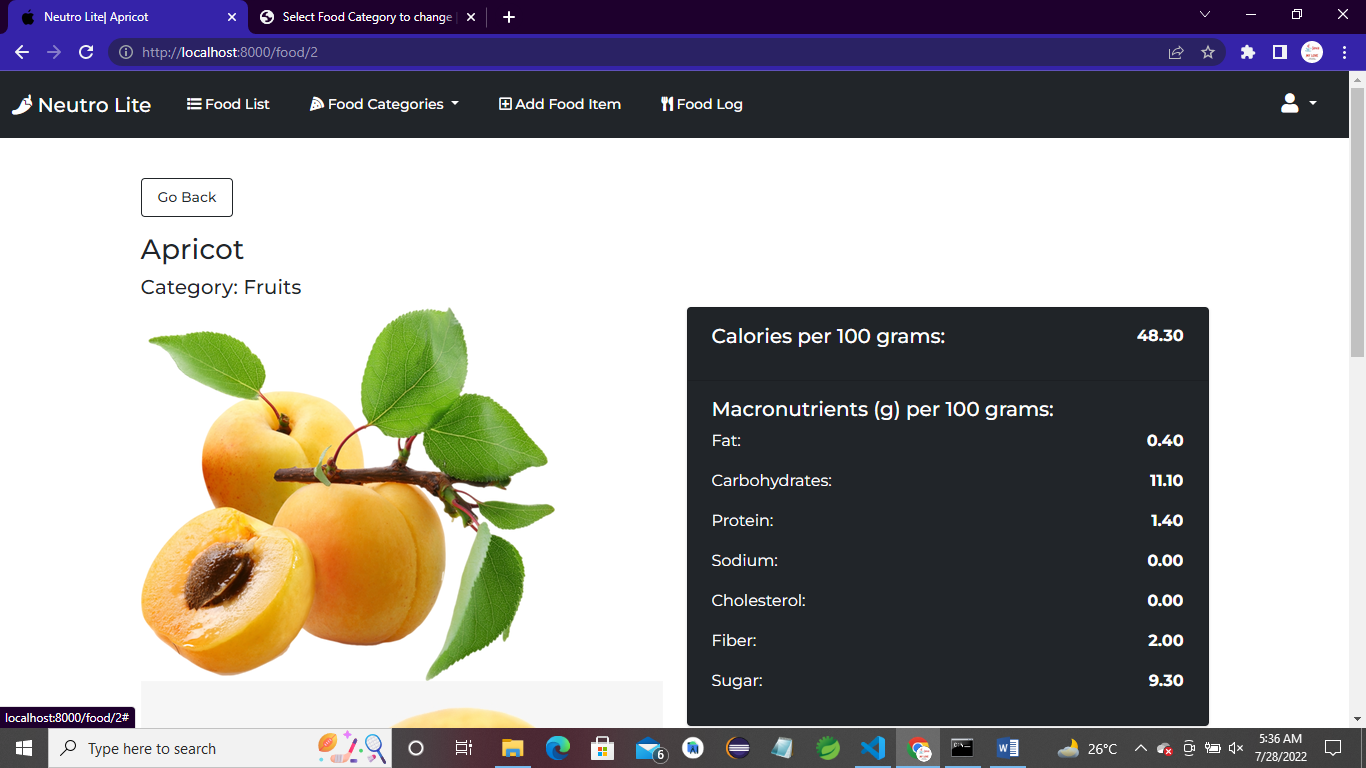 Neutro Lite| Apricot
Select Food Category to change
http://localhost:8000/food/2
Neutro Lite Food List Food Categories Add Food Item Food Log
Go Back
Apricot
Category: Fruits
Calories per 100 grams: 48.30
Macronutrients (g) per 100 grams:
Fat: 0.40
Carbohydrates: 11.10
Protein: 1.40
Sodium: 0.00
Cholesterol: 0.00
Fiber: 2.00
Sugar: 9.30
localhost:8000/food/2#
Type here to search
6
26°C
5:36 AM
7/28/2022